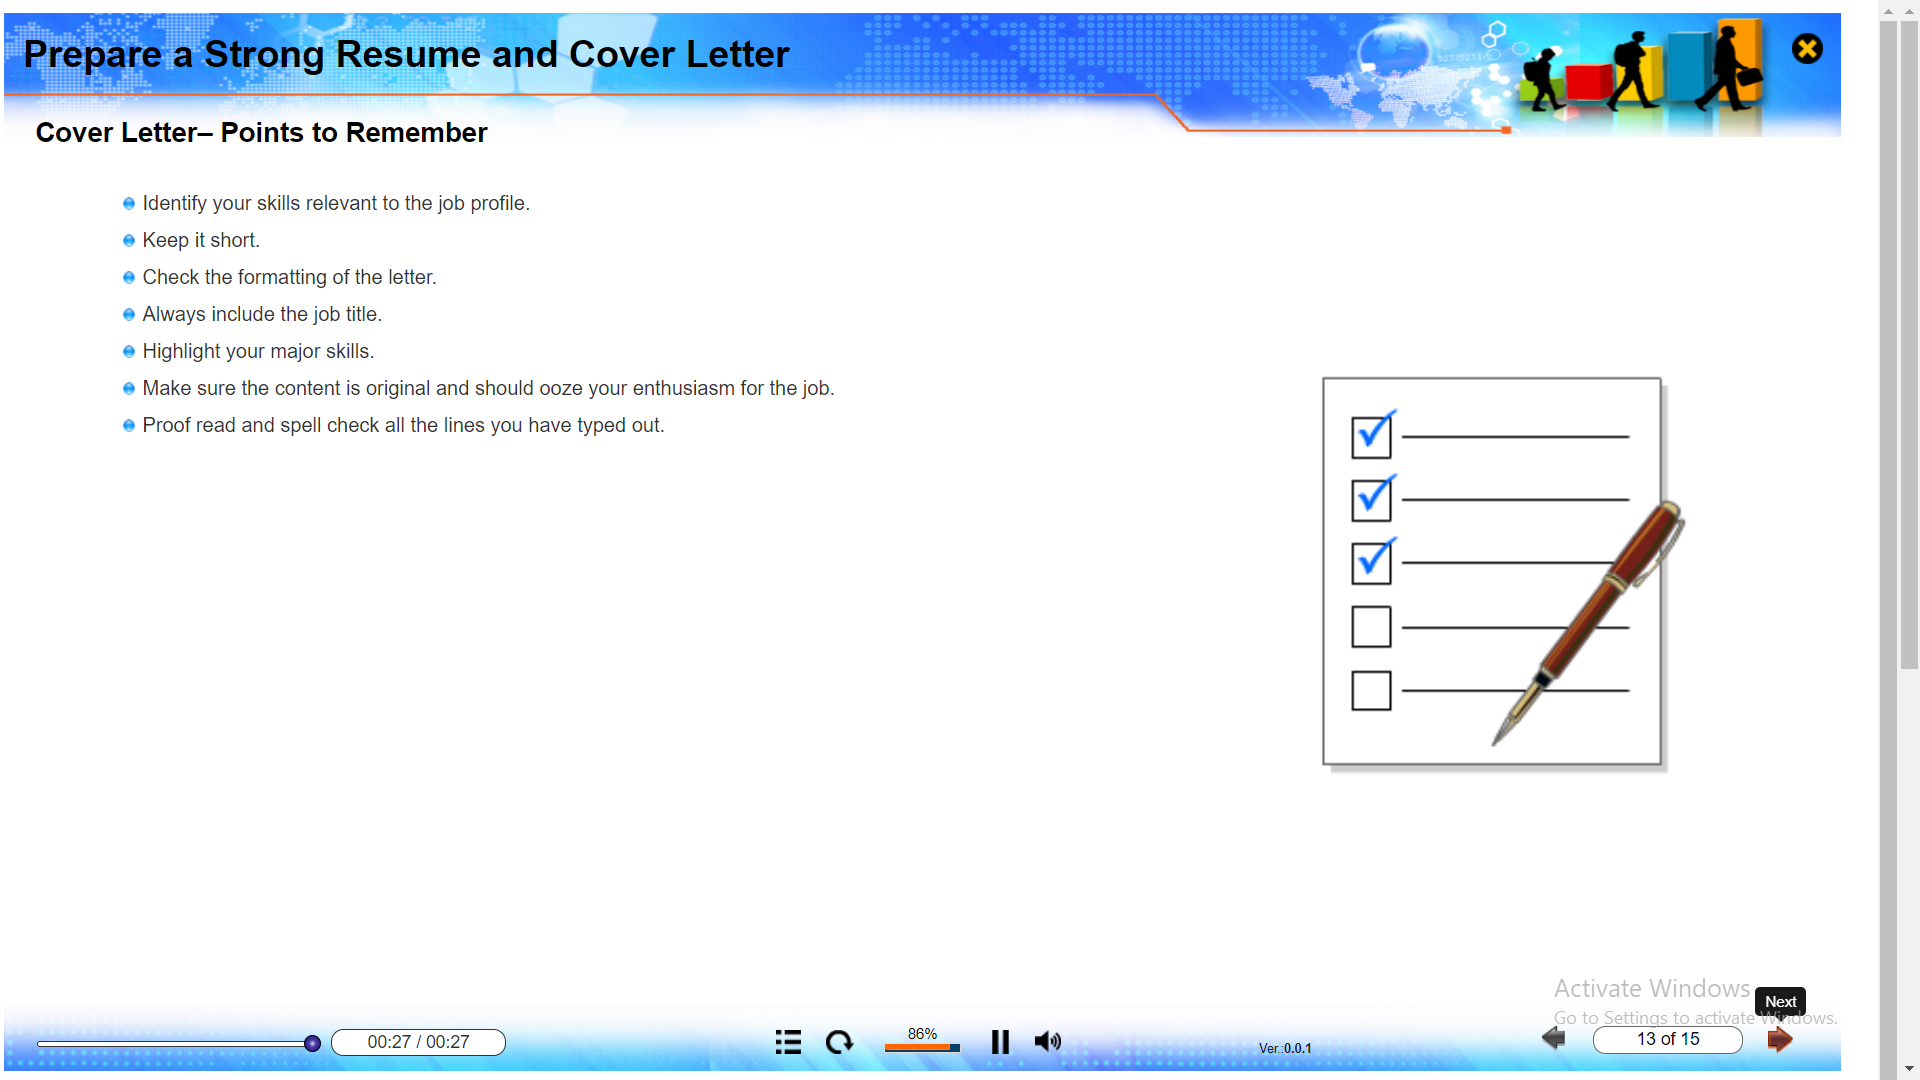 Prepare a Strong Resume and Cover Letter
Cover Letter– Points to Remember
Identify your skills relevant to the job profile.
Keep it short.
Check the formatting of the letter.
Always include the job title.
Highlight your major skills.
Make sure the content is original and should ooze your enthusiasm for the job.
Proof read and spell check all the lines you have typed out.
Activate Windows
Next
Go to Settings to activate Windows.
00:27 / 00:27
86%
Ver.:0.0.1
13 of 15